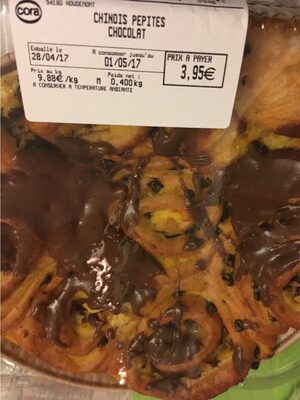 cora
54180 HOUDEMONT
CHINOIS PEPITES
CHOCOLAT
Emballé le
28/04/17
A consommer jusqu'au
01/05/17
PRIX A PAYER
3,95€
Prix au kg
9,88€/kg
Poids net :
M 0,400kg
A CONSERVER A TEMPERATURE AMBIANTE